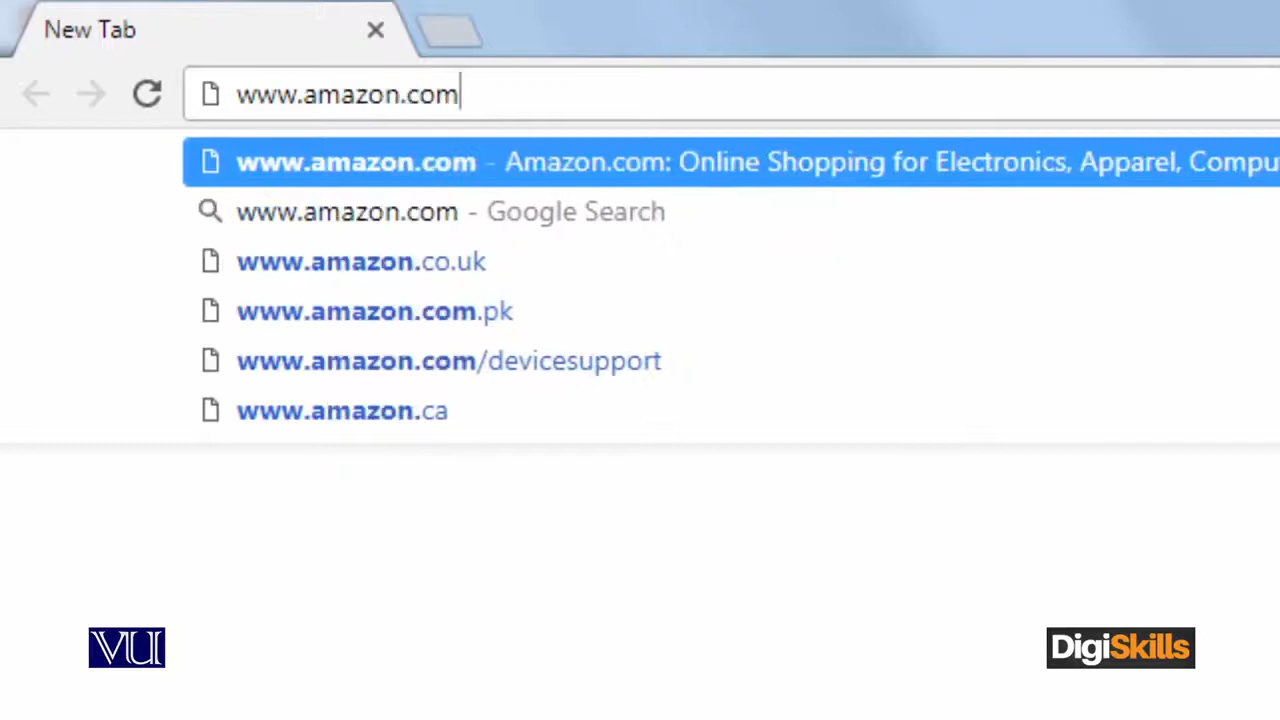 New Tab
www.amazon.com
www.amazon.com - Amazon.com: Online Shopping for Electronics, Apparel, Compu
www.amazon.com - Google Search
www.amazon.co.uk
www.amazon.com.pk
www.amazon.com/devicesupport
www.amazon.ca
VU
DigiSkills